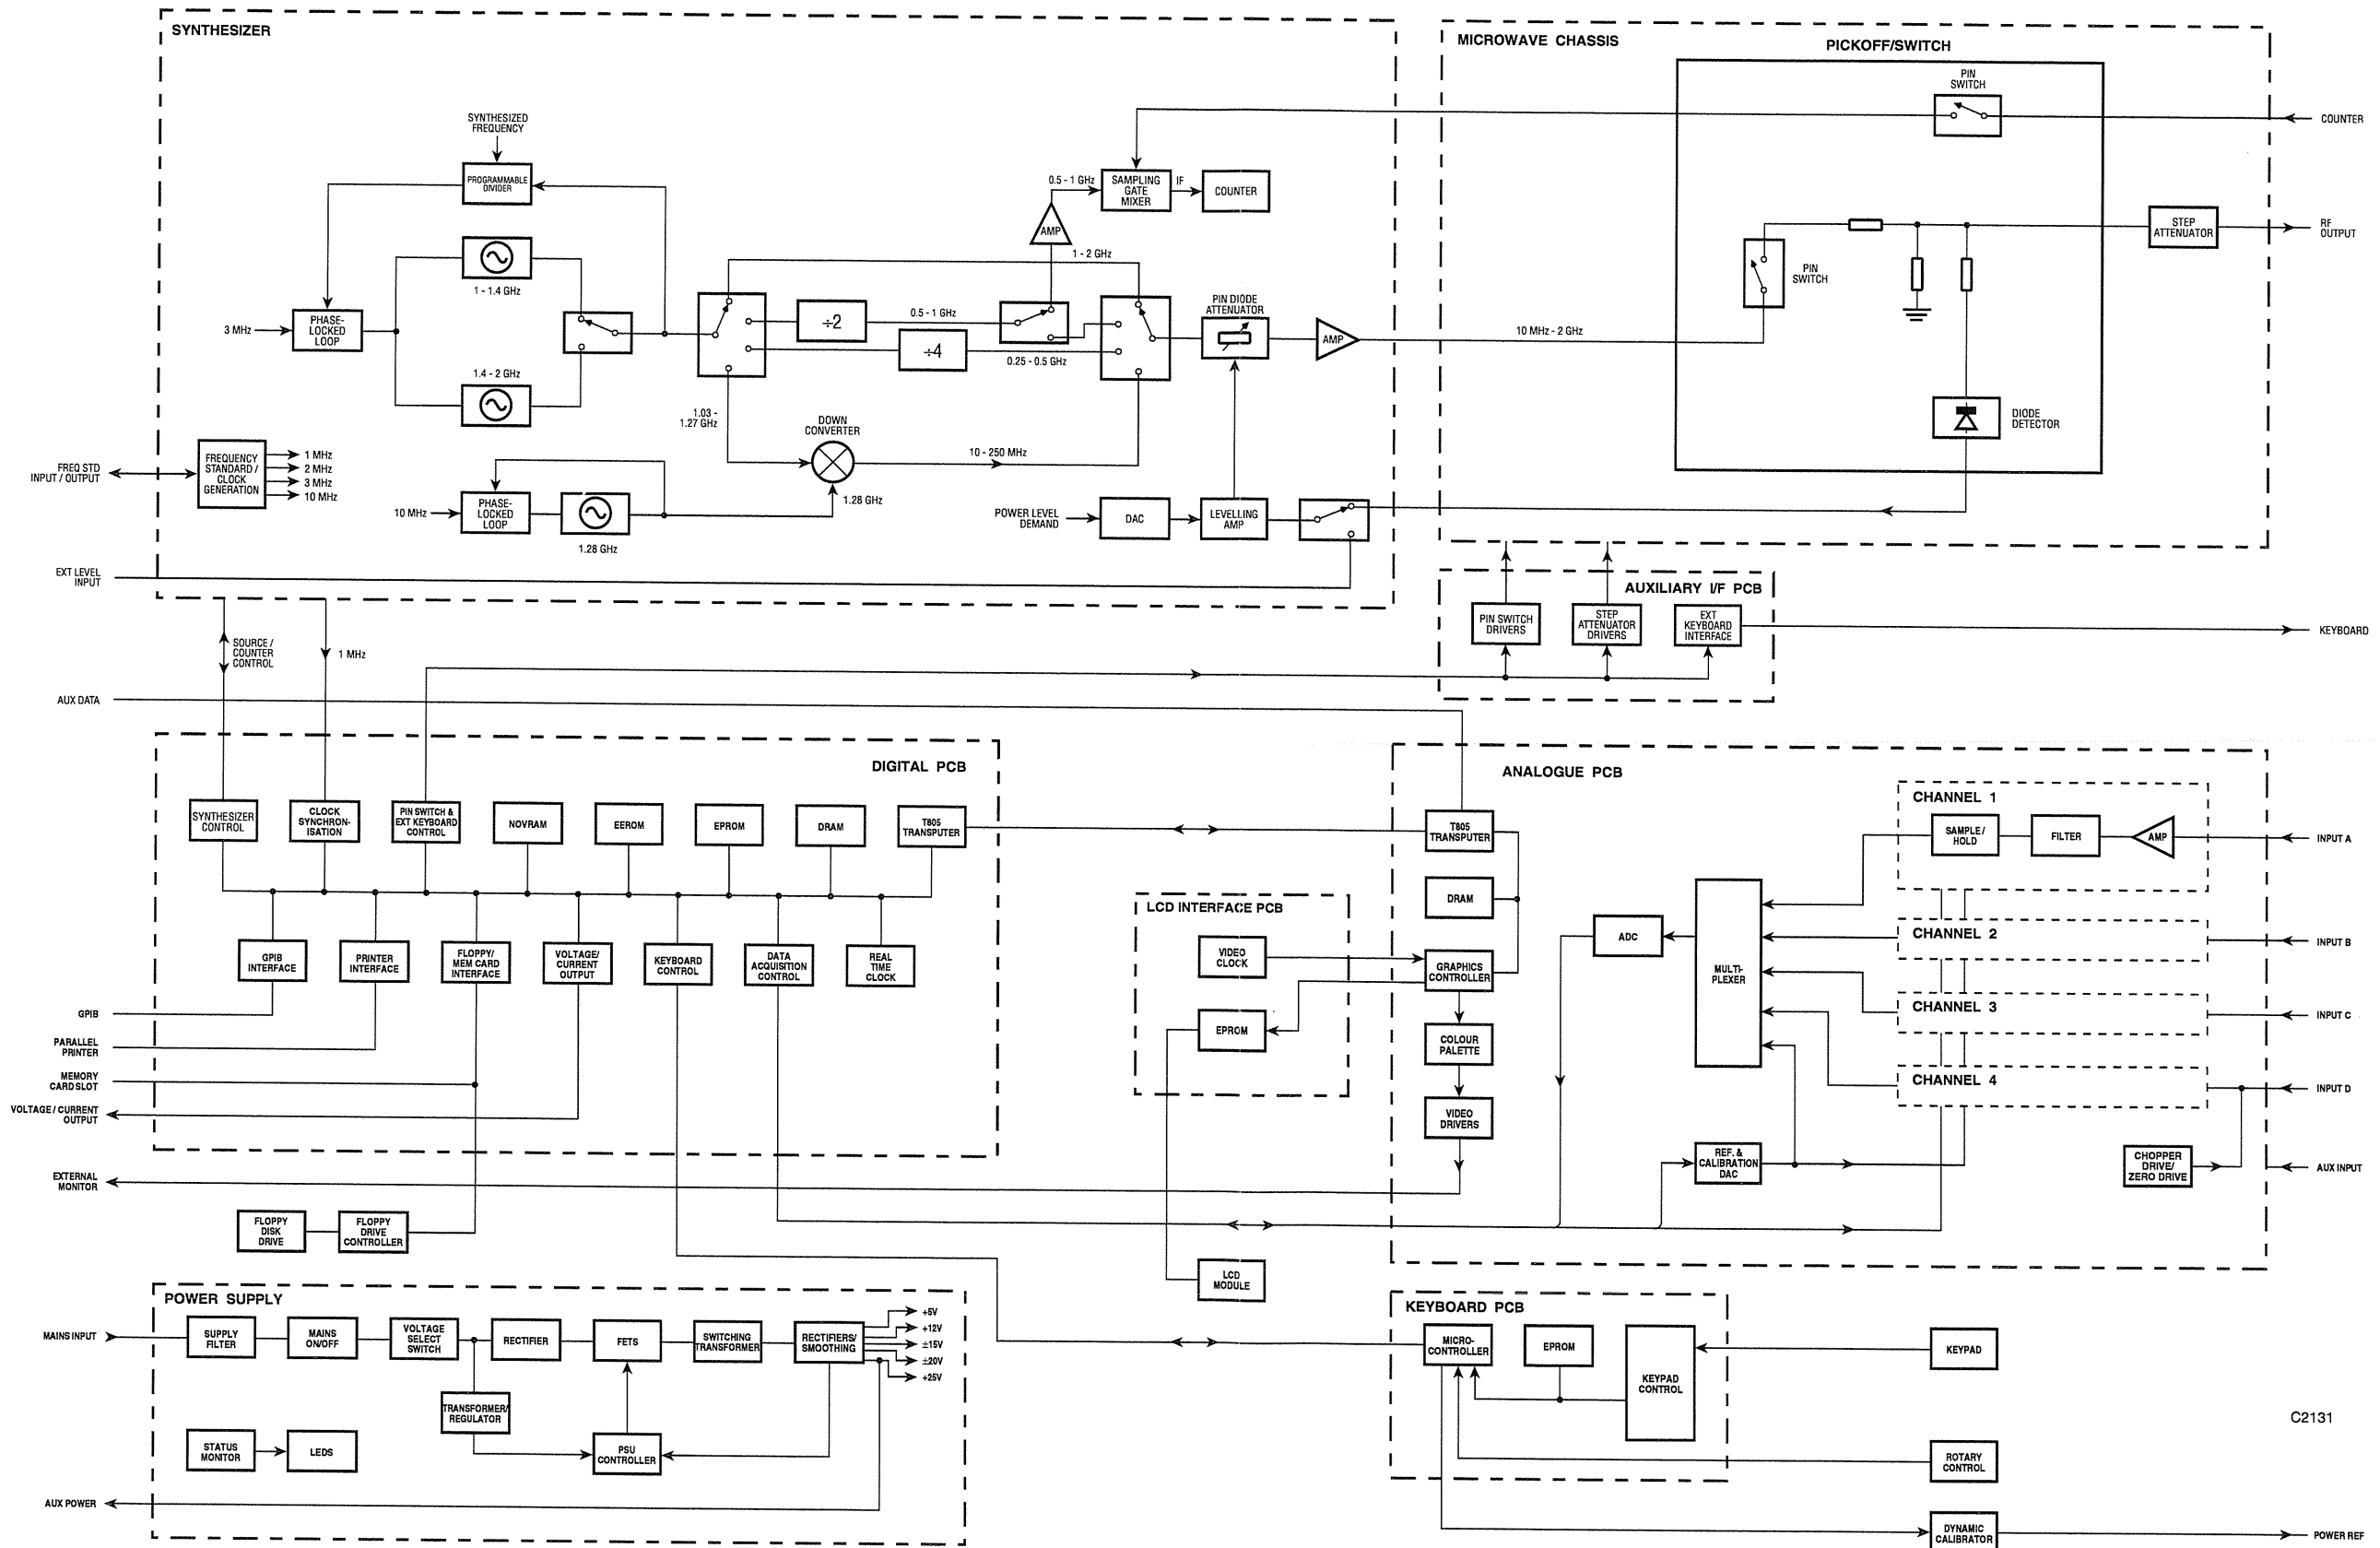 SYNTHESIZER
SYNTHESIZED
FREQUENCY
PROGRAMMABLE
DIVIDER
1 - 1.4 GHz
3 MHz
PHASE-
LOCKED
LOOP
1.4 - 2 GHz
FREQ STD
INPUT / OUTPUT
FREQUENCY
STANDARD /
CLOCK
GENERATION
1 MHz
2 MHz
3 MHz
10 MHz
10 MHz
PHASE-
LOCKED
LOOP
1.28 GHz
1.03 -
1.27 GHz
DOWN
CONVERTER
1.28 GHz
10 - 250 MHz
÷2
÷4
0.5 - 1 GHz
0.25 - 0.5 GHz
1 - 2 GHz
AMP
0.5 - 1 GHz
SAMPLING
GATE
MIXER
IF
COUNTER
PIN DIODE
ATTENUATOR
AMP
POWER LEVEL
DEMAND
DAC
LEVELLING
AMP
EXT LEVEL
INPUT
MICROWAVE CHASSIS
PICKOFF/SWITCH
PIN
SWITCH
COUNTER
10 MHz - 2 GHz
PIN
SWITCH
STEP
ATTENUATOR
RF
OUTPUT
DIODE
DETECTOR
AUXILIARY I/F PCB
PIN SWITCH
DRIVERS
STEP
ATTENUATOR
DRIVERS
EXT
KEYBOARD
INTERFACE
KEYBOARD
SOURCE /
COUNTER
CONTROL
1 MHz
AUX DATA
DIGITAL PCB
SYNTHESIZER
CONTROL
CLOCK
SYNCHRON-
ISATION
PIN SWITCH &
EXT KEYBOARD
CONTROL
NOVRAM
EEROM
EPROM
DRAM
T805
TRANSPUTER
GPIB
INTERFACE
PRINTER
INTERFACE
FLOPPY/
MEM CARD
INTERFACE
VOLTAGE/
CURRENT
OUTPUT
KEYBOARD
CONTROL
DATA
ACQUISITION
CONTROL
REAL
TIME
CLOCK
GPIB
PARALLEL
PRINTER
MEMORY
CARD SLOT
VOLTAGE / CURRENT
OUTPUT
EXTERNAL
MONITOR
FLOPPY
DISK
DRIVE
FLOPPY
DRIVE
CONTROLLER
LCD INTERFACE PCB
VIDEO
CLOCK
EPROM
LCD
MODULE
ANALOGUE PCB
T805
TRANSPUTER
DRAM
GRAPHICS
CONTROLLER
COLOUR
PALETTE
VIDEO
DRIVERS
ADC
MULTI-
PLEXER
REF. &
CALIBRATION
DAC
CHANNEL 1
SAMPLE /
HOLD
FILTER
AMP
INPUT A
CHANNEL 2
INPUT B
CHANNEL 3
INPUT C
CHANNEL 4
INPUT D
CHOPPER
DRIVE/
ZERO DRIVE
AUX INPUT
POWER SUPPLY
MAINS INPUT
SUPPLY
FILTER
MAINS
ON/OFF
VOLTAGE
SELECT
SWITCH
RECTIFIER
FETS
SWITCHING
TRANSFORMER
RECTIFIERS/
SMOOTHING
+5V
+12V
±15V
±20V
+25V
TRANSFORMER/
REGULATOR
STATUS
MONITOR
LEDS
PSU
CONTROLLER
AUX POWER
KEYBOARD PCB
MICRO-
CONTROLLER
EPROM
KEYPAD
CONTROL
KEYPAD
ROTARY
CONTROL
DYNAMIC
CALIBRATOR
POWER REF
C2131